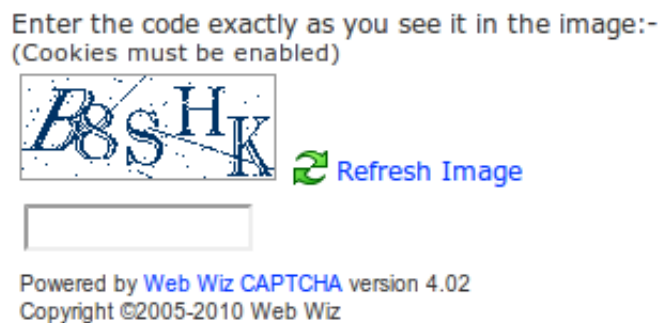 Enter the code exactly as you see it in the image:-
(Cookies must be enabled)
B8SHK
Refresh Image
Powered by Web Wiz CAPTCHA version 4.02
Copyright ©2005-2010 Web Wiz